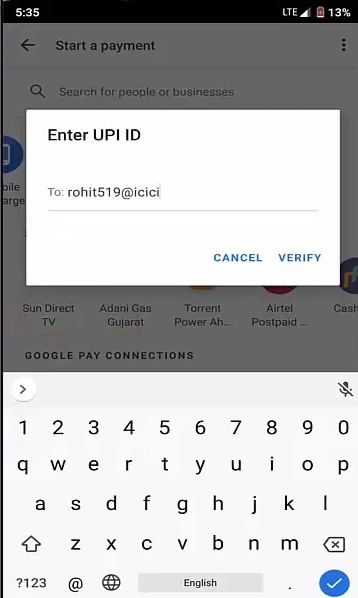 5:35 LTE 13%
Start a payment
Search for people or businesses
Enter UPI ID
To: rohit519@icici
CANCEL VERIFY
bile
arge
Sun Direct TV
Adani Gas Gujarat
Torrent Power Ah...
Airtel Postpaid ...
Cash
GOOGLE PAY CONNECTIONS
1 2 3 4 5 6 7 8 9 0
q w e r t y u i o p
a s d f g h j k l
z x c v b n m
?123 @ English .